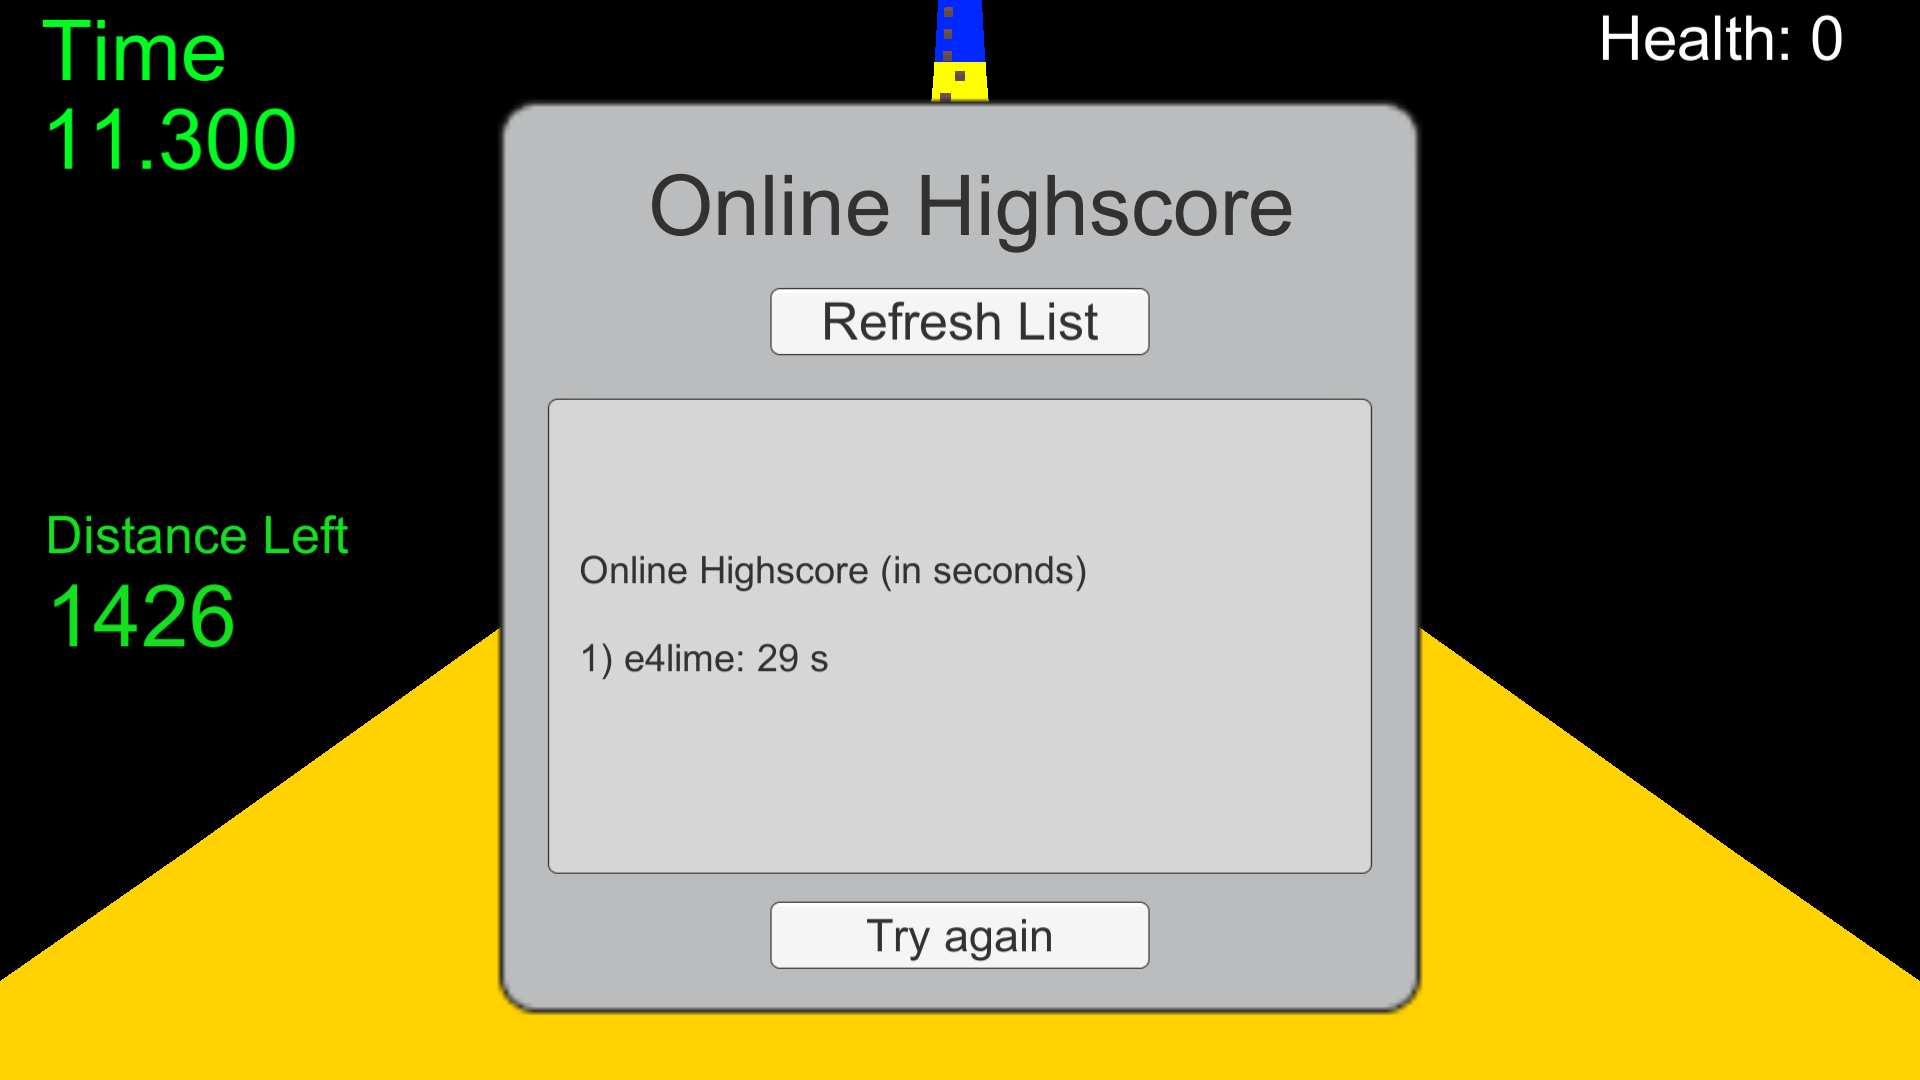 Time
11.300
Health: 0
Online Highscore
Refresh List
Distance Left
1426
Online Highscore (in seconds)
1) e4lime: 29 s
Try again